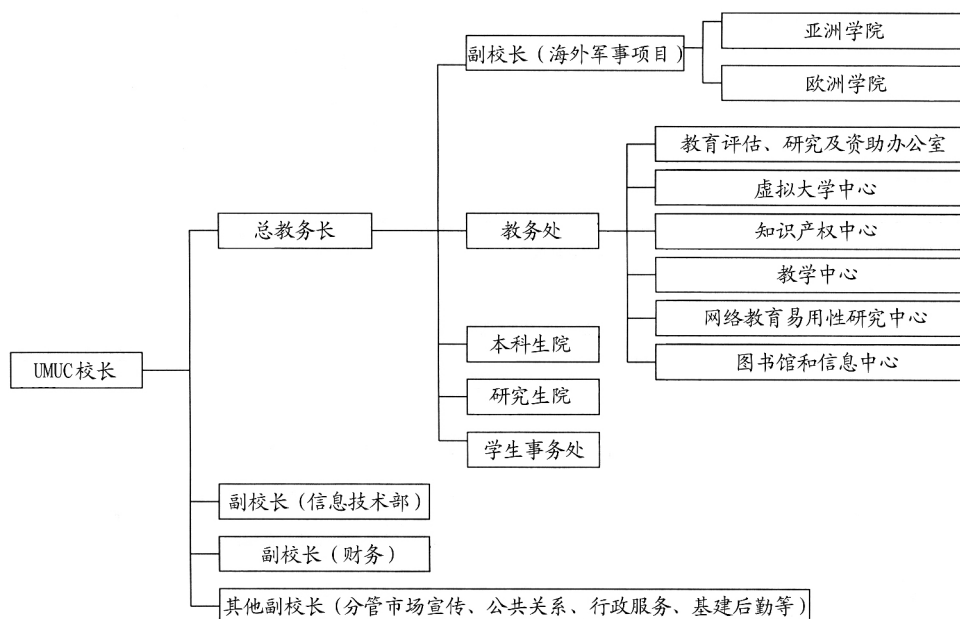 亚洲学院
副校长（海外军事项目）
欧洲学院
教育评估、研究及资助办公室
虚拟大学中心
总教务长
教务处
知识产权中心
教学中心
网络教育易用性研究中心
本科生院
图书馆和信息中心
UMUC校长
研究生院
学生事务处
副校长（信息技术部）
副校长（财务）
其他副校长（分管市场宣传、公共关系、行政服务、基建后勤等）